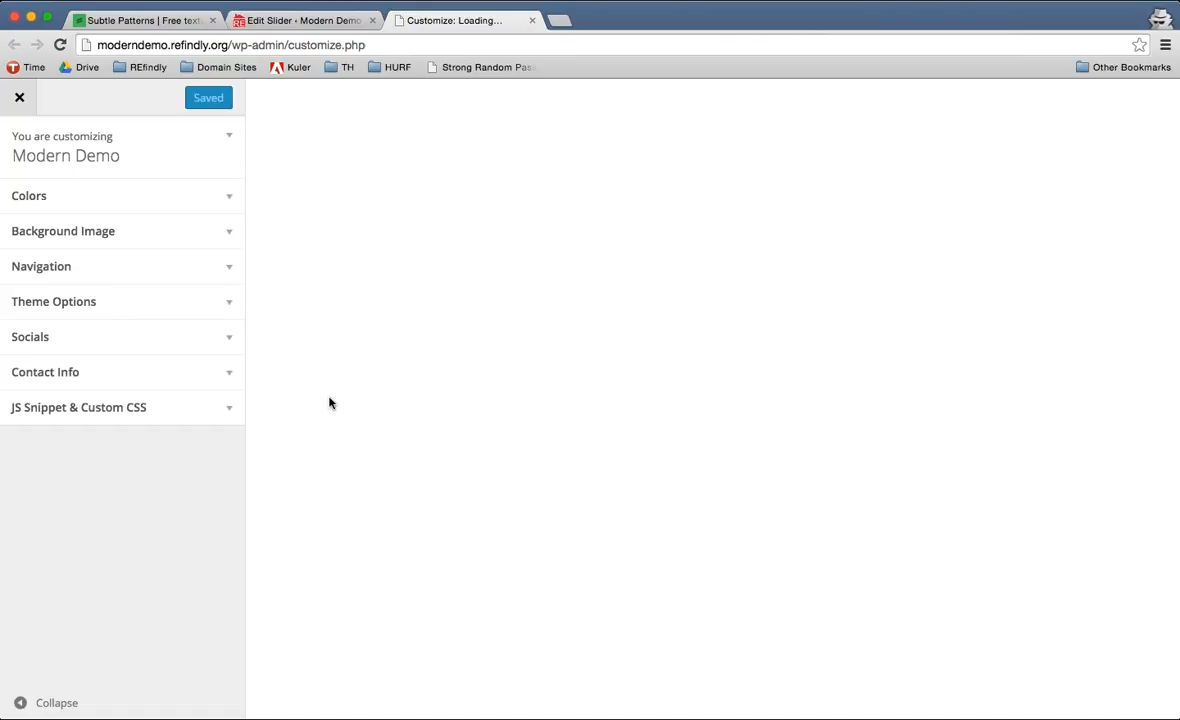 Subtle Patterns | Free text
Edit Slider ‹ Modern Demo
Customize: Loading...
moderndemo.refindly.org/wp-admin/customize.php
Time
Drive
REfindly
Domain Sites
Kuler
TH
HURF
Strong Random Pas
Other Bookmarks
Saved
You are customizing
Modern Demo
Colors
Background Image
Navigation
Theme Options
Socials
Contact Info
JS Snippet & Custom CSS
Collapse